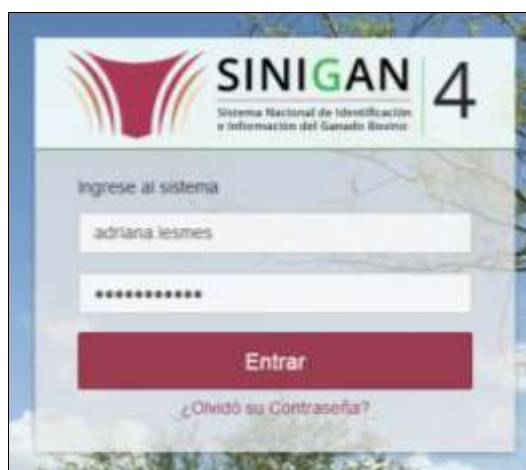 SINIGAN 4
Sistema Nacional de Identificación
e Información del Ganado Bovino
Ingrese al sistema
adriana lesmes
•••••••••••
Entrar
¿Olvidó su Contraseña?